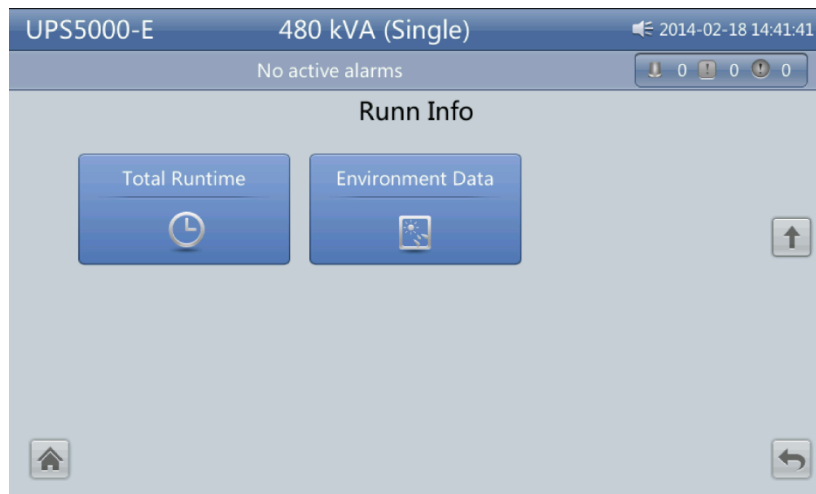 UPS5000-E 480 kVA (Single) 2014-02-18 14:41:41
No active alarms 0 0 0
Runn Info
Total Runtime Environment Data